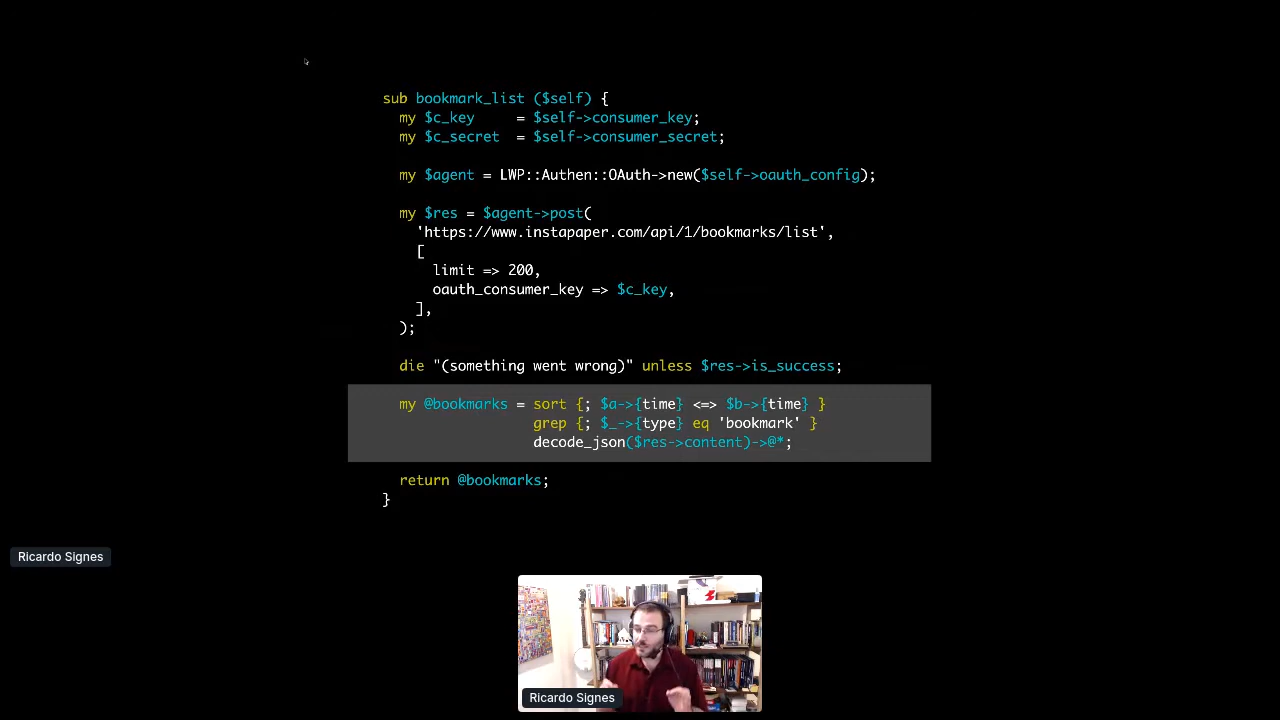 sub bookmark_list ($self) {
my $c_key     = $self->consumer_key;
my $c_secret  = $self->consumer_secret;
my $agent = LWP::Authen::OAuth->new($self->oauth_config);
my $res = $agent->post(
'https://www.instapaper.com/api/1/bookmarks/list',
[
limit => 200,
oauth_consumer_key => $c_key,
],
);
die "(something went wrong)" unless $res->is_success;
my @bookmarks = sort {; $a->{time} <=> $b->{time} }
grep {; $_->{type} eq 'bookmark' }
decode_json($res->content)->@*;
return @bookmarks;
}
Ricardo Signes
Ricardo Signes